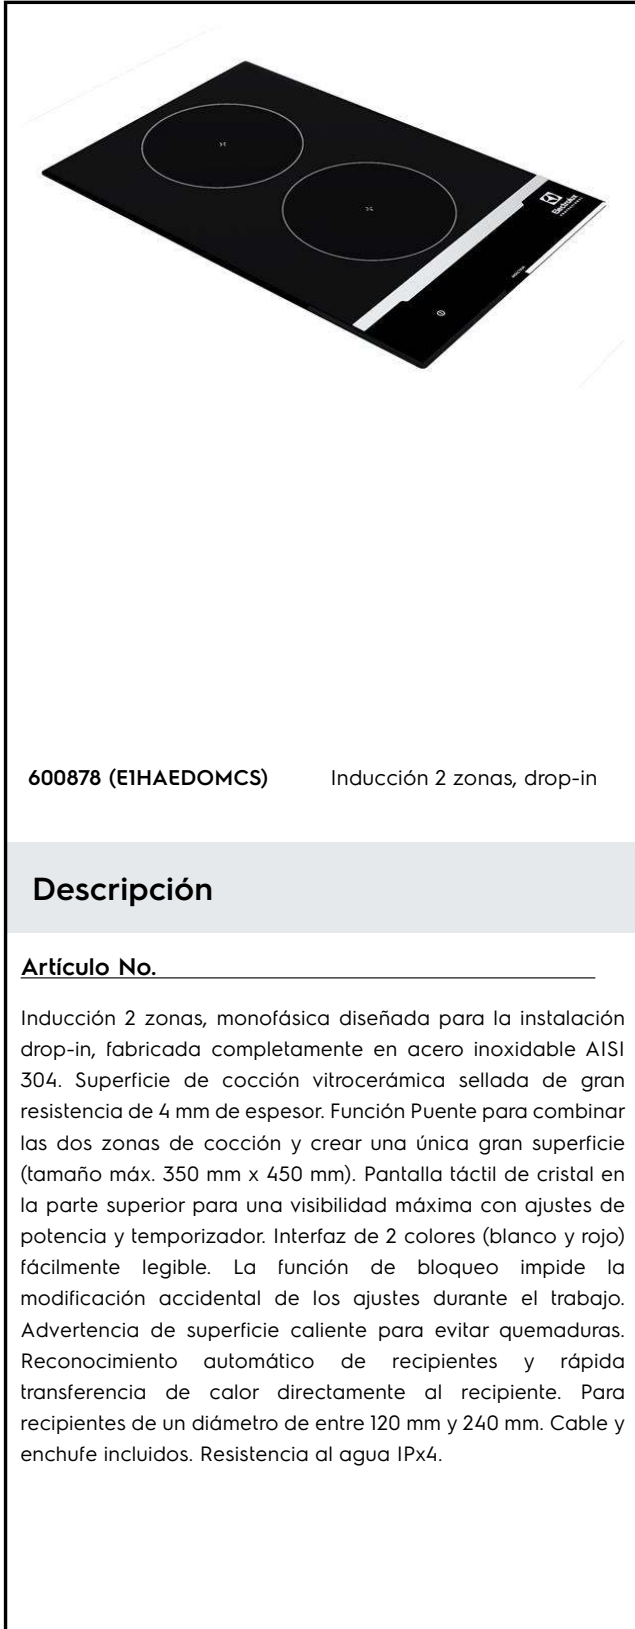 Electrolux
PROFESSIONAL
600878 (E1HAEDOMCS) Inducción 2 zonas, drop-in
Descripción
Artículo No.
Inducción 2 zonas, monofásica diseñada para la instalación
drop-in, fabricada completamente en acero inoxidable AISI
304. Superficie de cocción vitrocerámica sellada de gran
resistencia de 4 mm de espesor. Función Puente para combinar
las dos zonas de cocción y crear una única gran superficie
(tamaño máx. 350 mm x 450 mm). Pantalla táctil de cristal en
la parte superior para una visibilidad máxima con ajustes de
potencia y temporizador. Interfaz de 2 colores (blanco y rojo)
fácilmente legible. La función de bloqueo impide la
modificación accidental de los ajustes durante el trabajo.
Advertencia de superficie caliente para evitar quemaduras.
Reconocimiento automático de recipientes y rápida
transferencia de calor directamente al recipiente. Para
recipientes de un diámetro de entre 120 mm y 240 mm. Cable y
enchufe incluidos. Resistencia al agua IPx4.